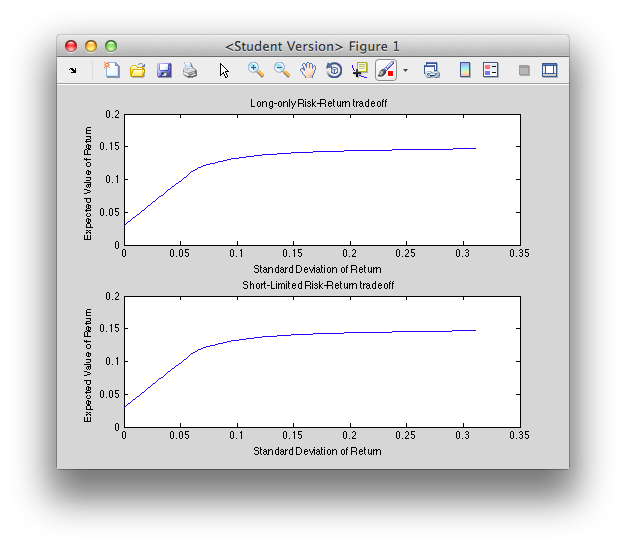 <Student Version> Figure 1
Long-only Risk-Return tradeoff
0.2
0.15
0.1
0.05
0
Expected Value of Return
0 0.05 0.1 0.15 0.2 0.25 0.3 0.35
Standard Deviation of Return
Short-Limited Risk-Return tradeoff
0.2
0.15
0.1
0.05
0
Expected Value of Return
0 0.05 0.1 0.15 0.2 0.25 0.3 0.35
Standard Deviation of Return